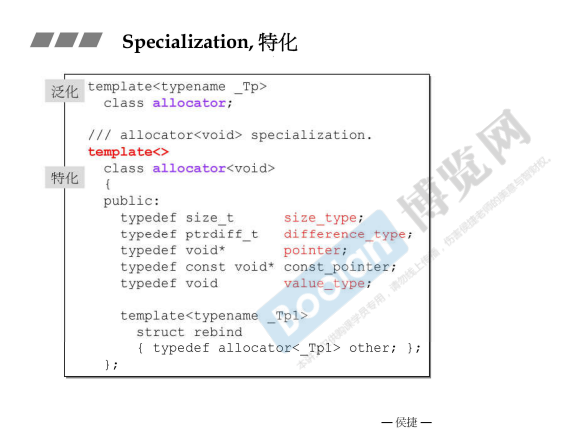 Specialization, 特化
泛化
template<typename _Tp>
class allocator;
/// allocator<void> specialization.
template<>
特化
class allocator<void>
{
public:
typedef size_t size_type;
typedef ptrdiff_t difference_type;
typedef void* pointer;
typedef const void* const_pointer;
typedef void value_type;
template<typename _Tp1>
struct rebind
{ typedef allocator<_Tp1> other; };
};
Boolan 博览网
— 侯捷 —